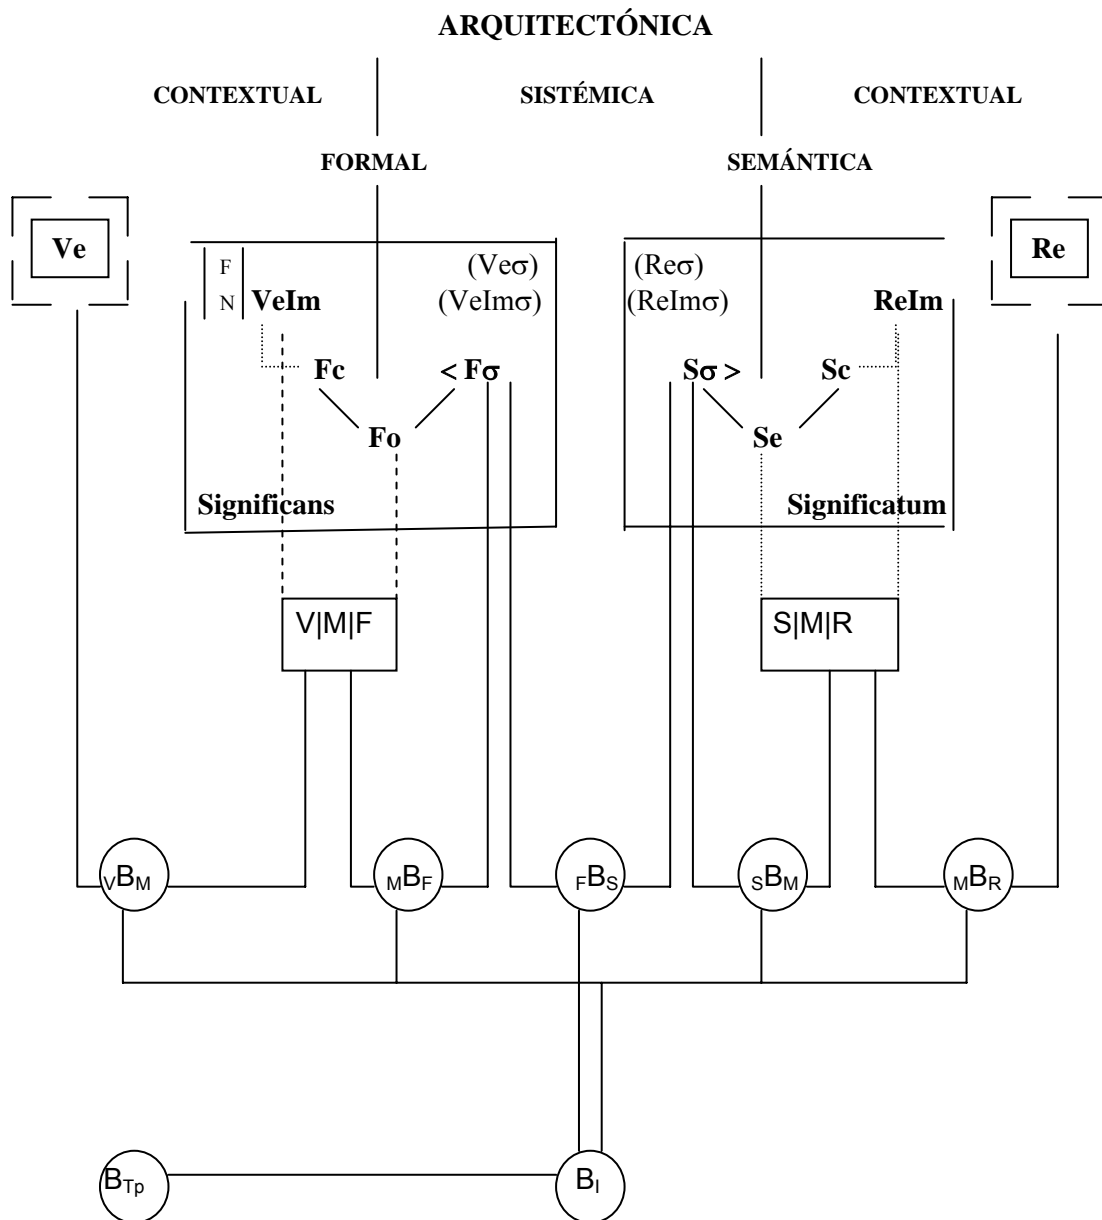 ARQUITECTÓNICA
CONTEXTUAL SISTÉMICA CONTEXTUAL
FORMAL SEMÁNTICA
Ve Re
F (Veσ) (Reσ)
N VeIm (VeImσ) (ReImσ) ReIm
Fc < Fσ Sσ > Sc
Fo Se
Significans Significatum
V|M|F S|M|R
VBM MBF FBS SBM MBR
BTp BI